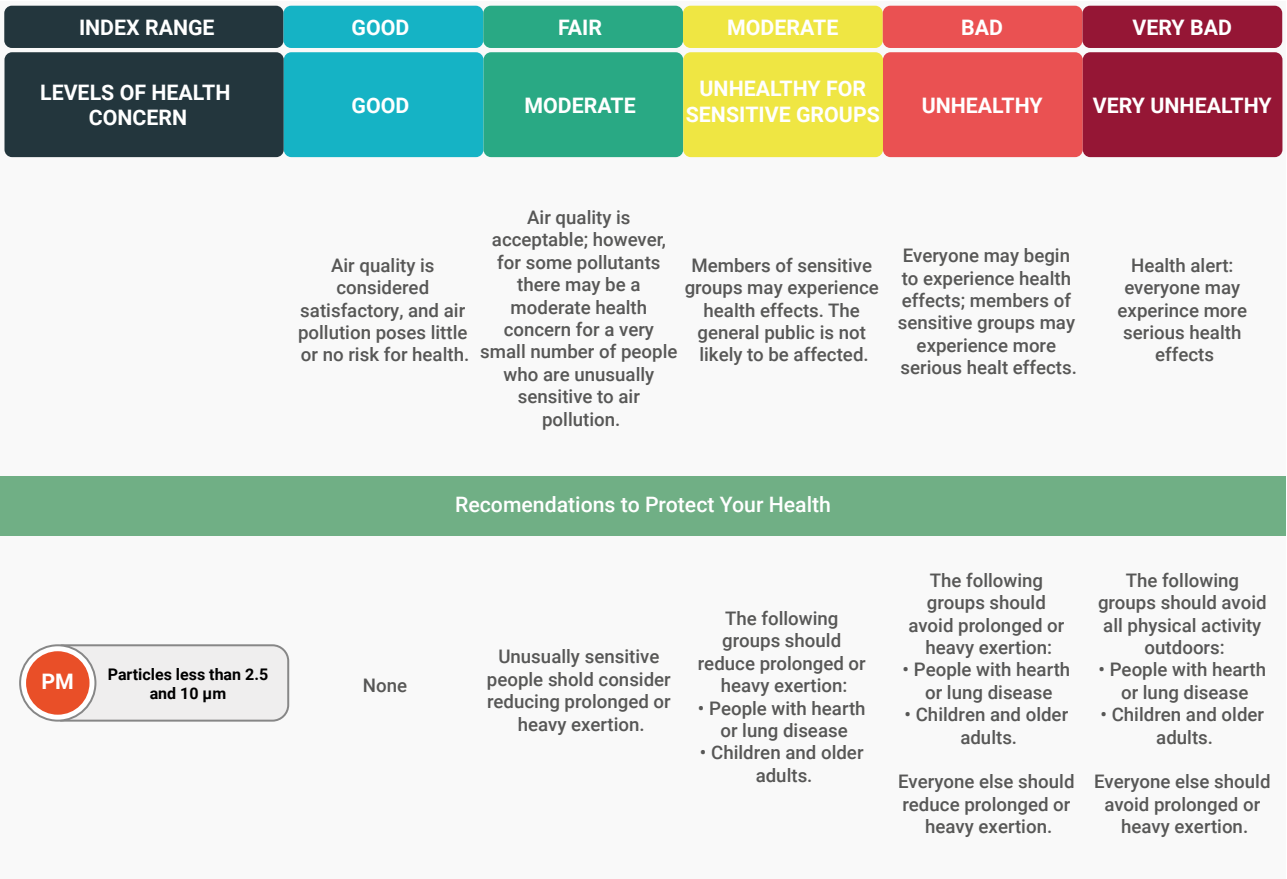 INDEX RANGE
GOOD
FAIR
MODERATE
BAD
VERY BAD
LEVELS OF HEALTH
CONCERN
GOOD
MODERATE
UNHEALTHY FOR
SENSITIVE GROUPS
UNHEALTHY
VERY UNHEALTHY
Air quality is
considered
satisfactory, and air
pollution poses little
or no risk for health.
Air quality is
acceptable; however,
for some pollutants
there may be a
moderate health
concern for a very
small number of people
who are unusually
sensitive to air
pollution.
Members of sensitive
groups may experience
health effects. The
general public is not
likely to be affected.
Everyone may begin
to experience health
effects; members of
sensitive groups may
experience more
serious healt effects.
Health alert:
everyone may
experince more
serious health
effects
Recomendations to Protect Your Health
PM
Particles less than 2.5
and 10 µm
None
Unusually sensitive
people shold consider
reducing prolonged or
heavy exertion.
The following
groups should
reduce prolonged or
heavy exertion:
• People with hearth
or lung disease
• Children and older
adults.
The following
groups should
avoid prolonged or
heavy exertion:
• People with hearth
or lung disease
• Children and older
adults.
Everyone else should
reduce prolonged or
heavy exertion.
The following
groups should avoid
all physical activity
outdoors:
• People with hearth
or lung disease
• Children and older
adults.
Everyone else should
avoid prolonged or
heavy exertion.